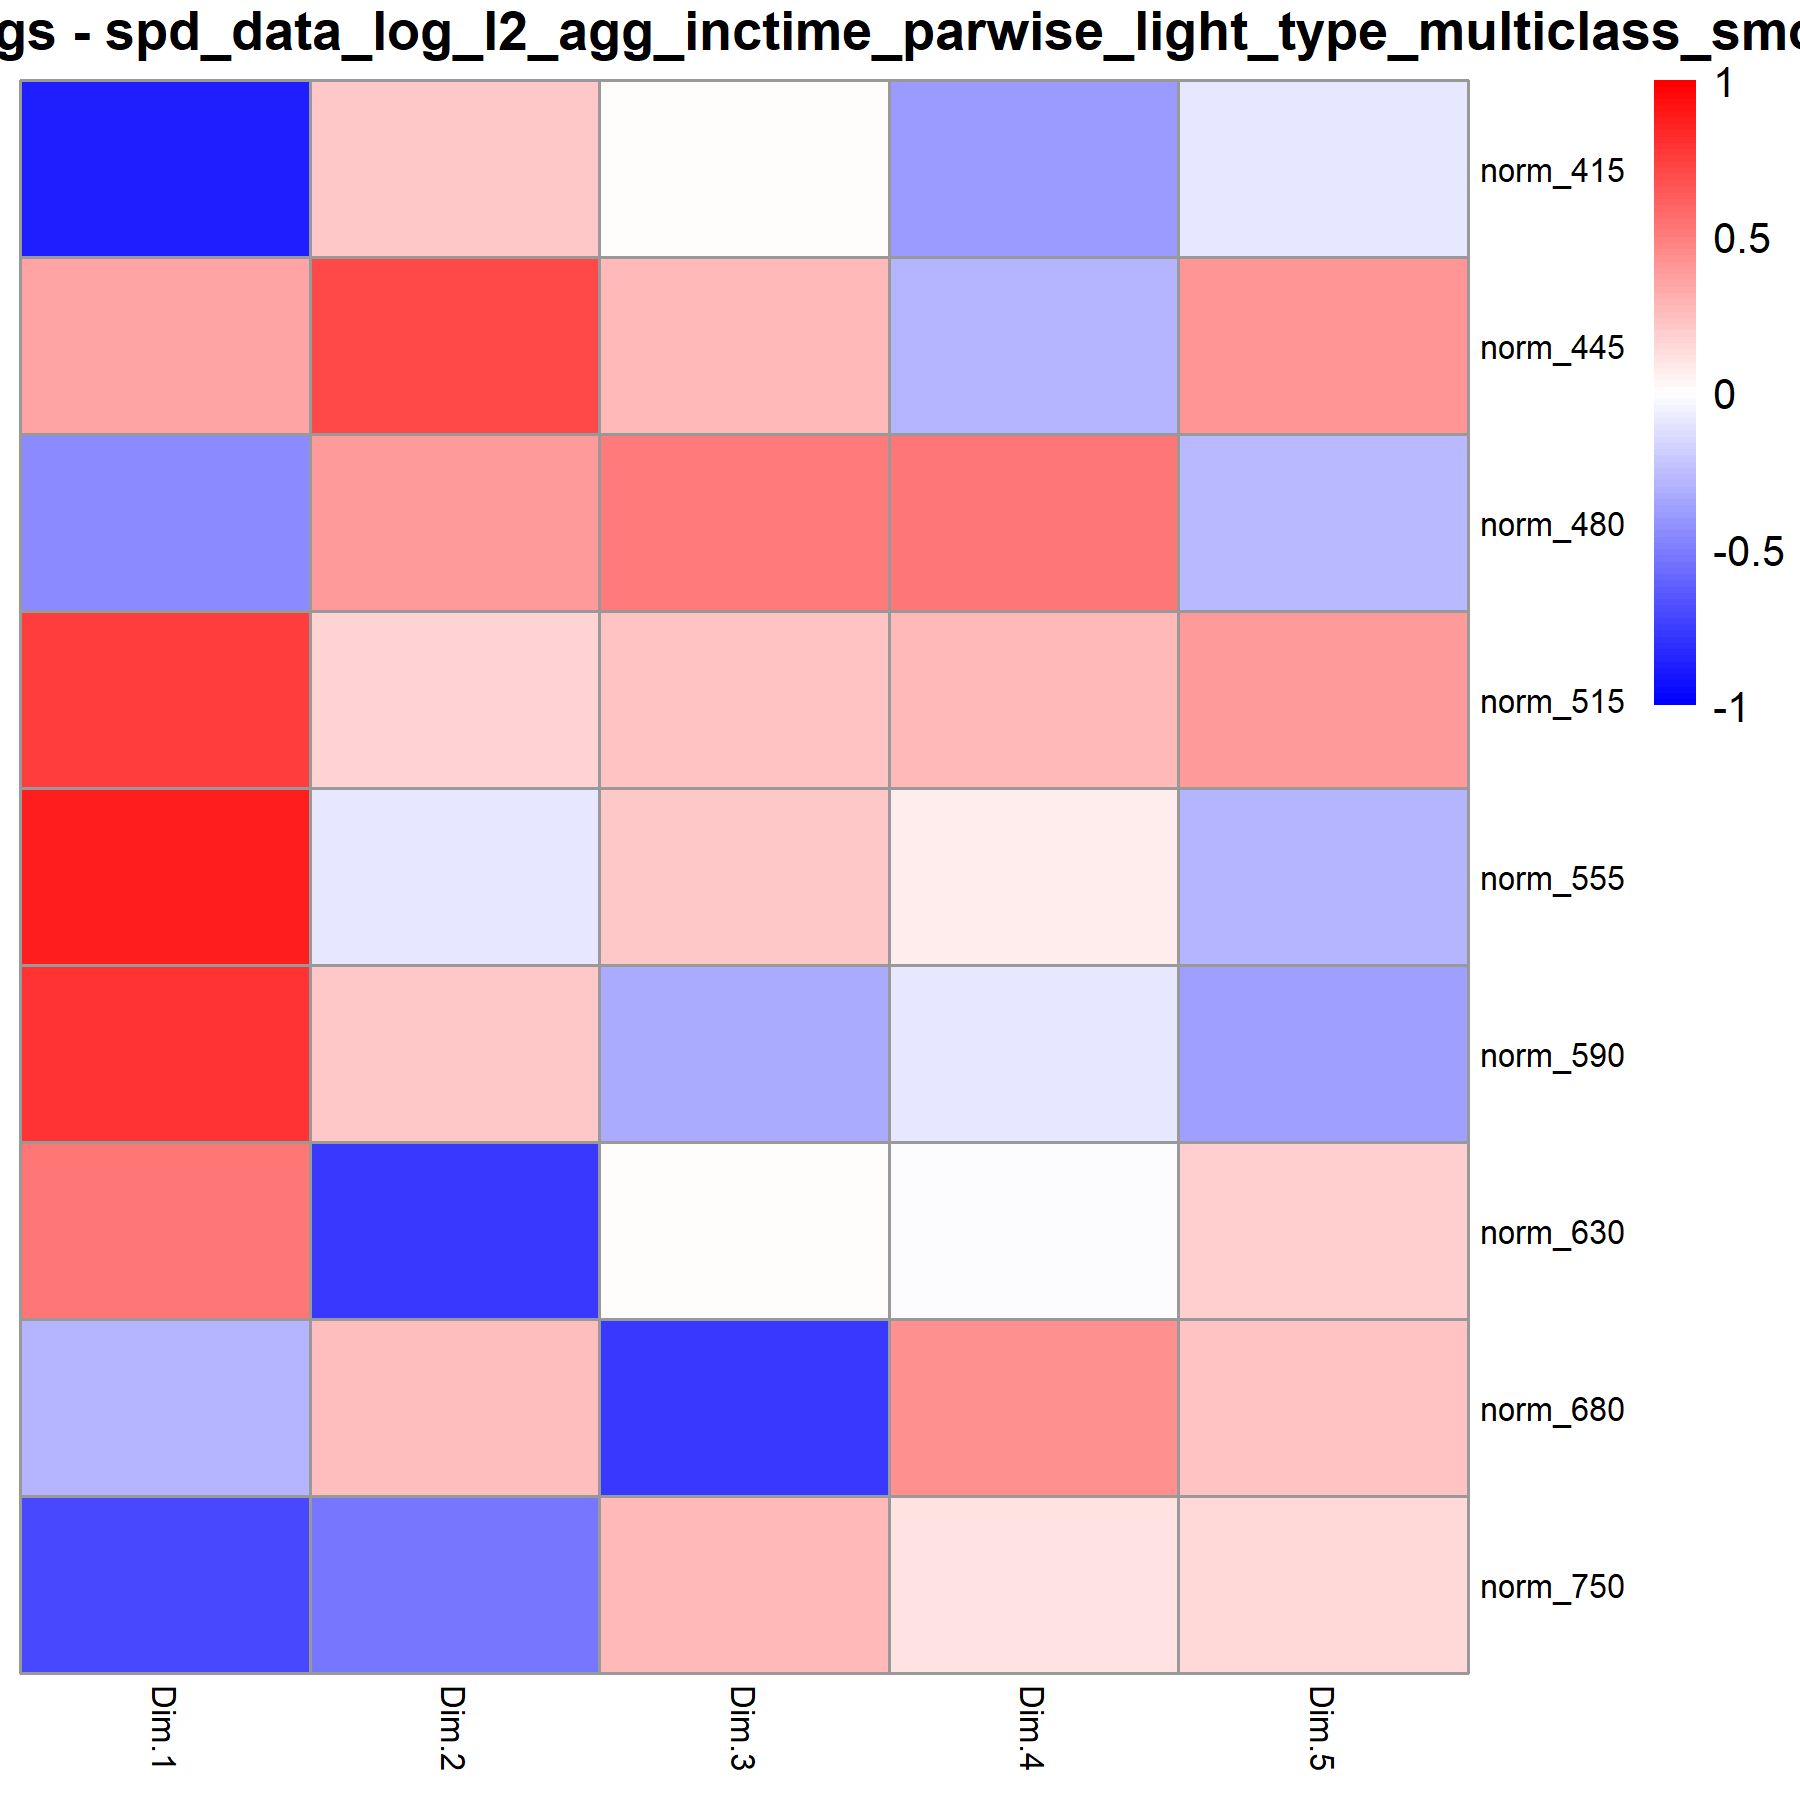 gs - spd_data_log_l2_agg_inctime_parwise_light_type_multiclass_smo
1
0.5
0
-0.5
-1
norm_415
norm_445
norm_480
norm_515
norm_555
norm_590
norm_630
norm_680
norm_750
Dim.1
Dim.2
Dim.3
Dim.4
Dim.5